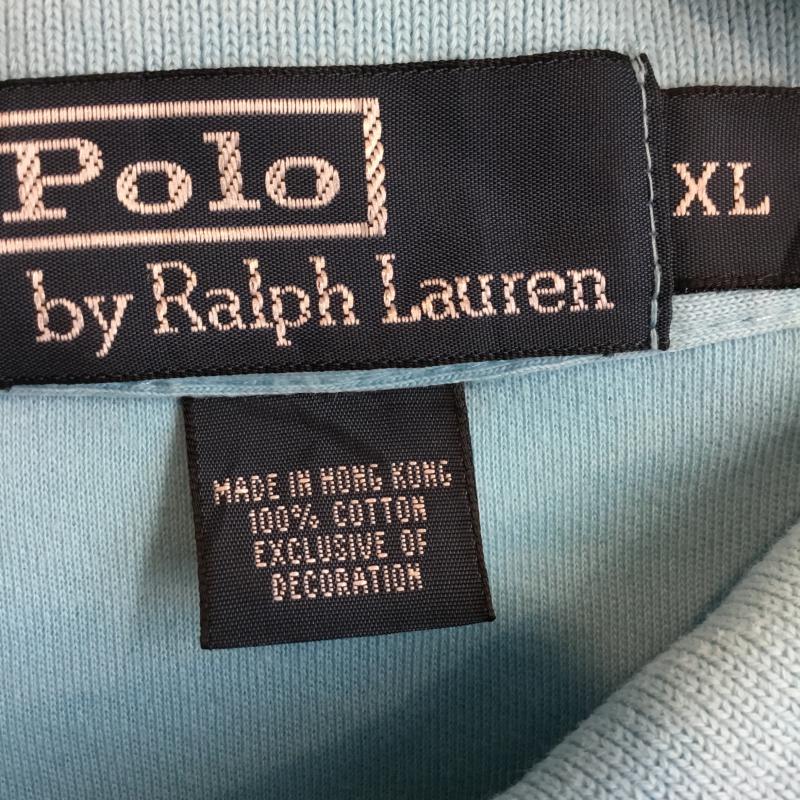 Polo
by Ralph Lauren
XL
MADE IN HONG KONG
100% COTTON
EXCLUSIVE OF
DECORATION